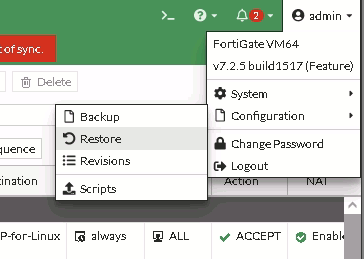 >_
2
admin
FortiGate VM64
of sync.
v7.2.5 build1517 (Feature)
Delete
System
Backup
Configuration
Restore
Change Password
quence
Revisions
Logout
tination
Scripts
Action
NAT
P-for-Linux
always
ALL
ACCEPT
Enable